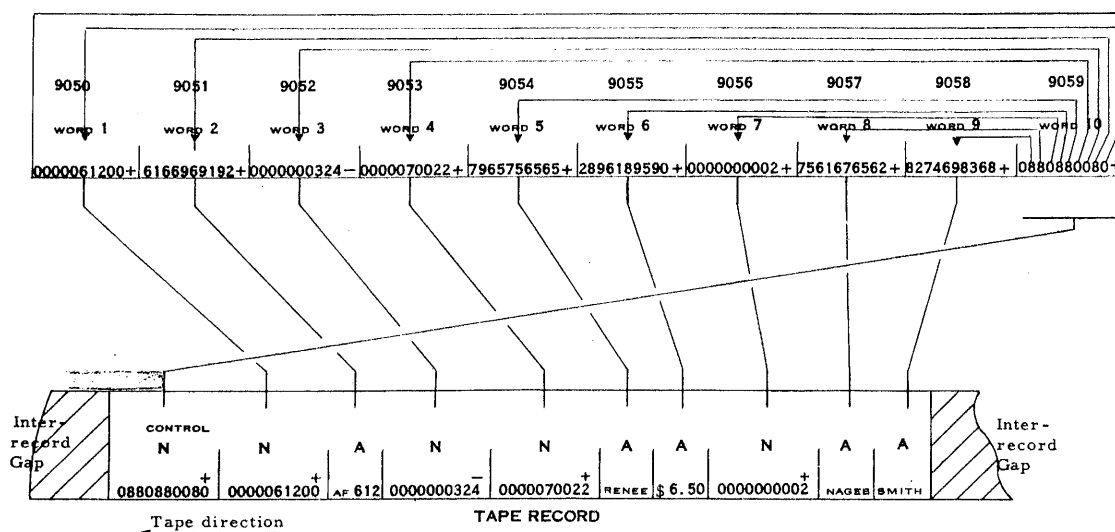 9050 9051 9052 9053 9054 9055 9056 9057 9058 9059
WORD 1 WORD 2 WORD 3 WORD 4 WORD 5 WORD 6 WORD 7 WORD 8 WORD 9 WORD 10
0000061200+ 6166969192+ 0000000324- 0000070022+ 7965756565+ 2896189590+ 0000000002+ 7561676562+ 8274698368+ 0880880080+
Inter-
record
Gap
CONTROL
N N A N N A A N A A
0880880080+ 0000061200+ AF 612 0000000324- 0000070022+ RENEE $ 6.50 0000000002+ NAGEB SMITH
Inter-
record
Gap
Tape direction
TAPE RECORD